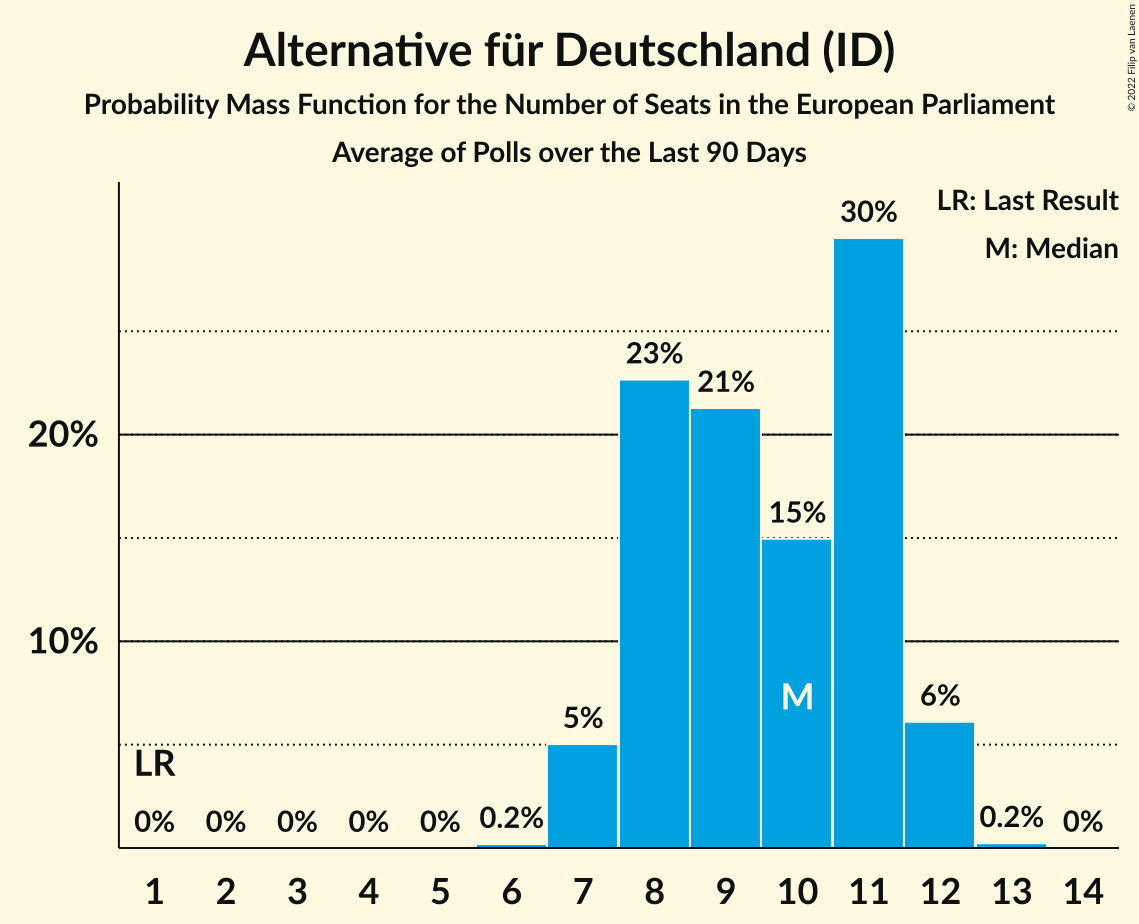 Alternative für Deutschland (ID)
Probability Mass Function for the Number of Seats in the European Parliament
Average of Polls over the Last 90 Days
© 2022 Filip van Laenen
LR: Last Result
M: Median
30%
23%
21%
20%
15%
10%
M
6%
5%
LR
0% 0% 0% 0% 0% 0.2% 0.2% 0%
1 2 3 4 5 6 7 8 9 10 11 12 13 14